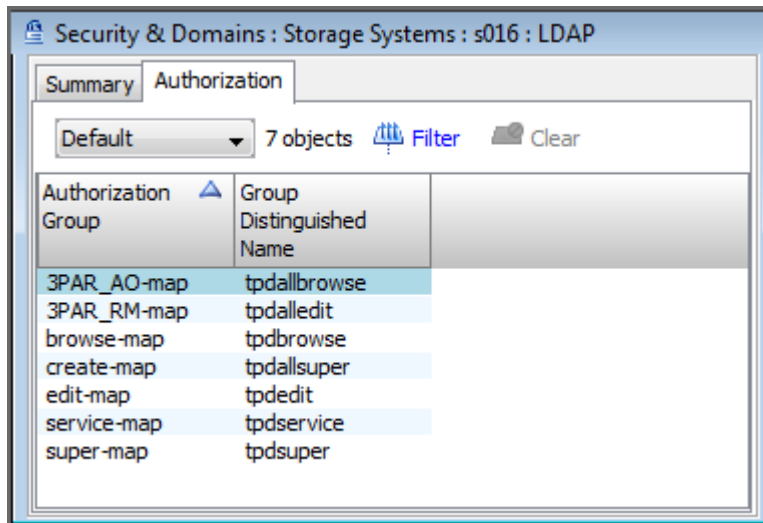 Security & Domains : Storage Systems : s016 : LDAP
Summary Authorization
Default 7 objects Filter Clear
Authorization Group
Group Distinguished Name
3PAR_AO-map tpdallbrowse
3PAR_RM-map tpdalledit
browse-map tpdbrowse
create-map tpdallsuper
edit-map tpdedit
service-map tpdservice
super-map tpdsuper